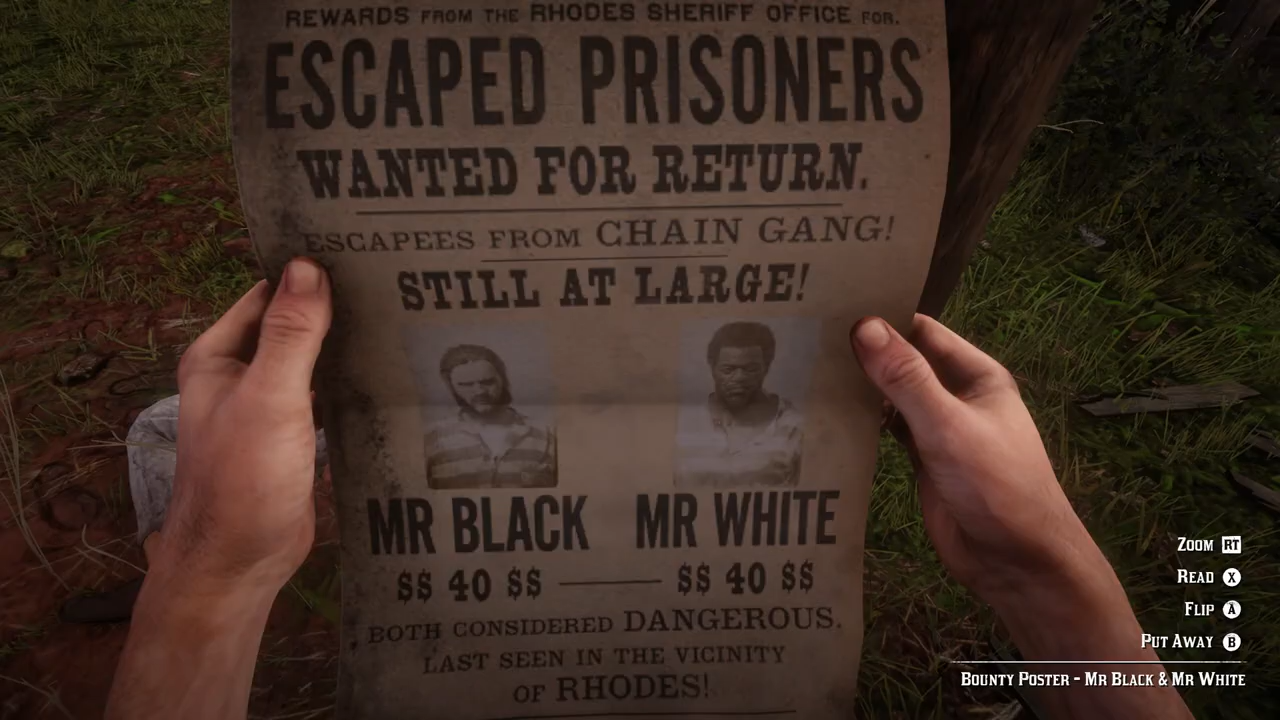 REWARDS FROM THE RHODES SHERIFF OFFICE FOR.
ESCAPED PRISONERS
WANTED FOR RETURN.
ESCAPEES FROM CHAIN GANG!
STILL AT LARGE!
MR BLACK MR WHITE
$$ 40 $$ $$ 40 $$
BOTH CONSIDERED DANGEROUS.
LAST SEEN IN THE VICINITY
OF RHODES!
ZOOM RT
READ X
FLIP A
PUT AWAY B
BOUNTY POSTER - MR BLACK & MR WHITE